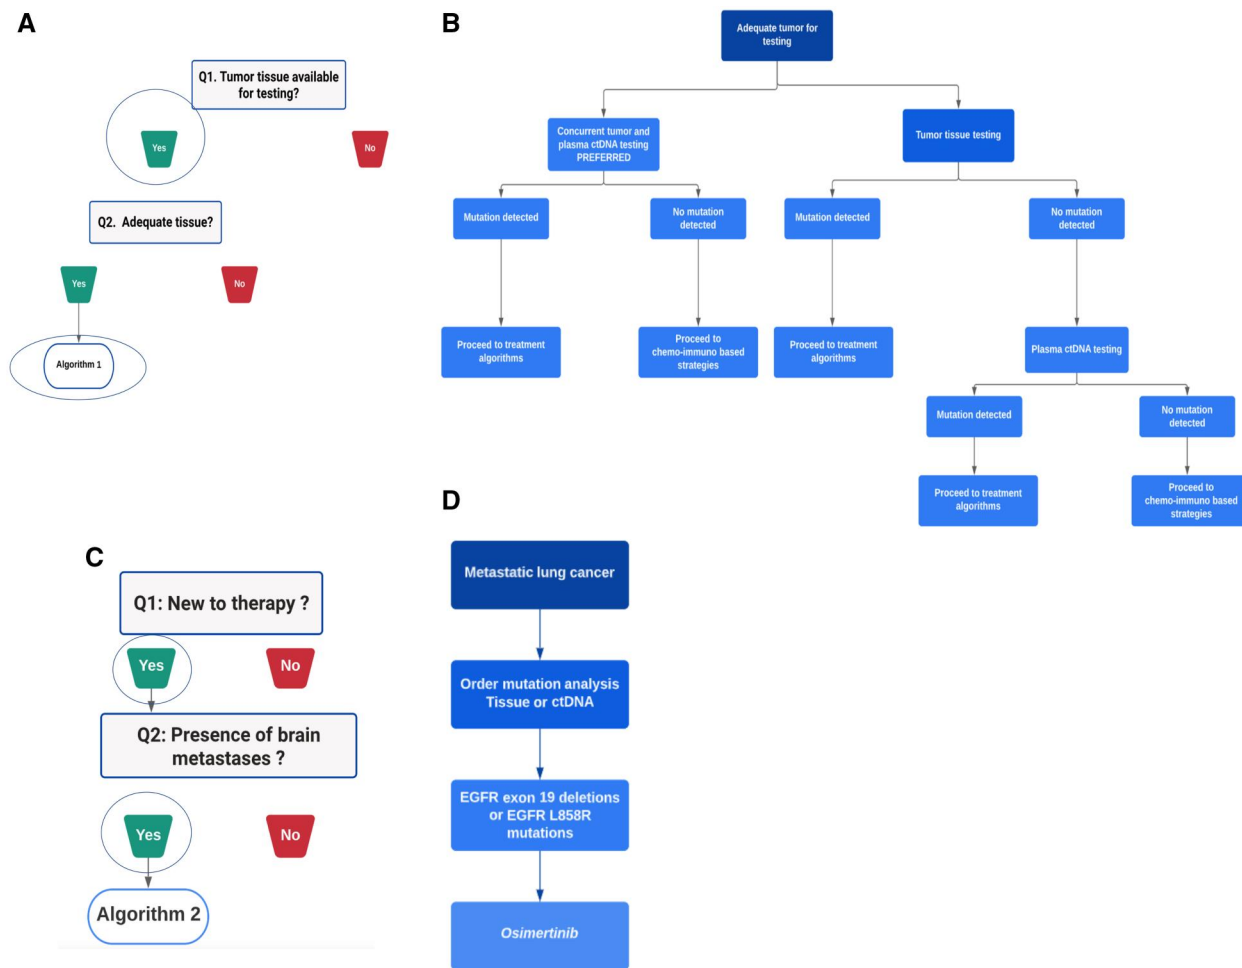 A
Q1. Tumor tissue available
for testing?
Yes
No
Q2.  Adequate tissue?
Yes
No
Algorithm 1
B
Adequate tumor for
testing
Concurrent tumor and
plasma ctDNA testing
PREFERRED
Tumor tissue testing
Mutation detected
No mutation
detected
Mutation detected
No mutation
detected
Proceed to treatment
algorithms
Proceed to
chemo-immuno based
strategies
Proceed to treatment
algorithms
Plasma ctDNA testing
Mutation detected
No mutation
detected
Proceed to treatment
algorithms
Proceed to
chemo-immuno based
strategies
C
Q1: New to therapy ?
Yes
No
Q2: Presence of brain
metastases ?
Yes
No
Algorithm 2
D
Metastatic lung cancer
Order mutation analysis
Tissue or ctDNA
EGFR exon 19 deletions
or EGFR L858R
mutations
Osimertinib